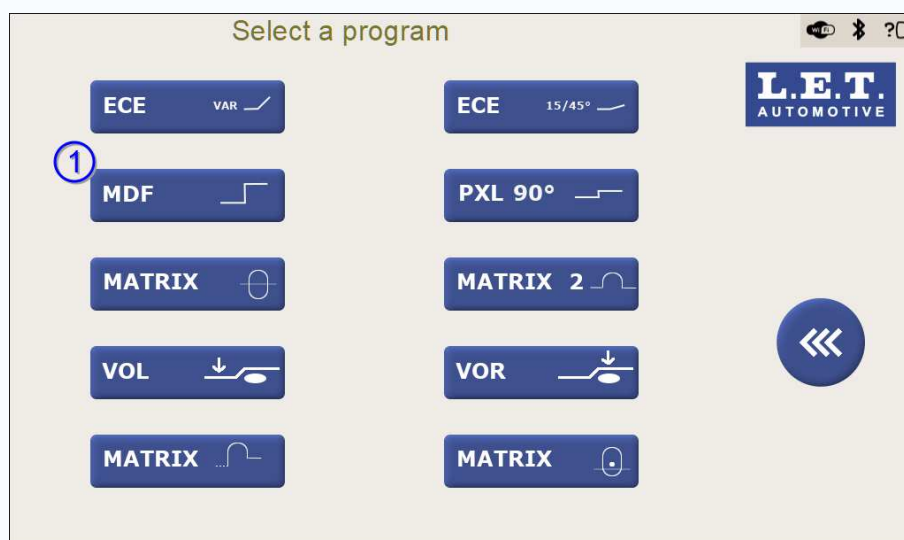 Select a program
WiFi ?
L.E.T.
AUTOMOTIVE
ECE VAR
ECE 15/45°
1
MDF
PXL 90°
MATRIX
MATRIX 2
VOL
VOR
MATRIX ...
MATRIX